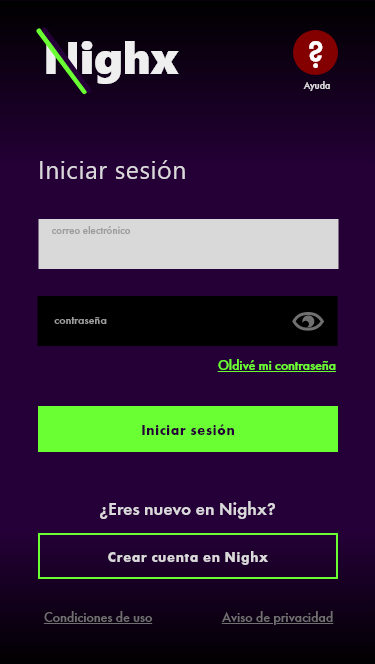 Nighx
?
Ayuda
Iniciar sesión
correo electrónico
contraseña
Oldivé mi contraseña
Iniciar sesión
¿Eres nuevo en Nighx?
Crear cuenta en Nighx
Condiciones de uso
Aviso de privacidad